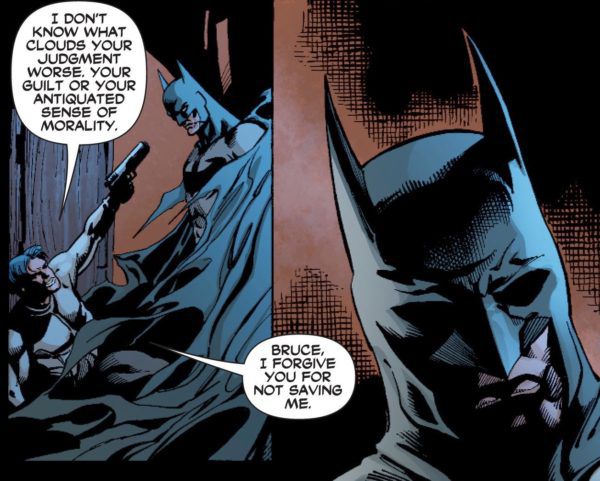 I DON'T
KNOW WHAT
CLOUDS YOUR
JUDGMENT
WORSE. YOUR
GUILT OR YOUR
ANTIQUATED
SENSE OF
MORALITY.
BRUCE,
I FORGIVE
YOU FOR
NOT SAVING
ME.